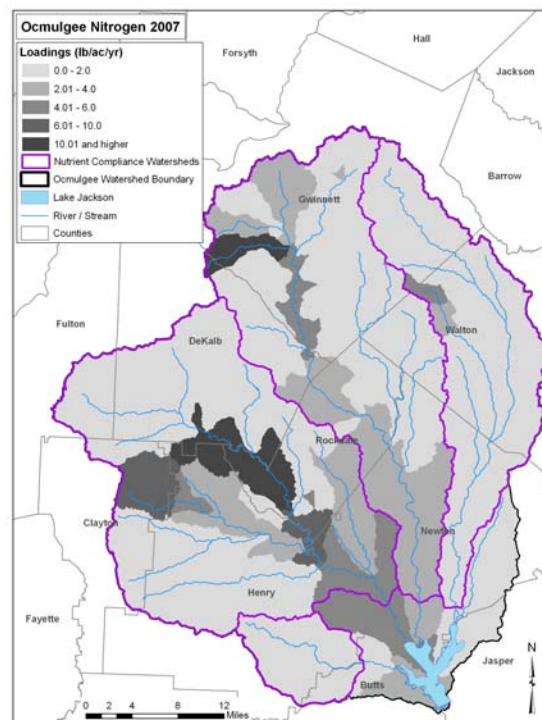 Ocmulgee Nitrogen 2007
Loadings (lb/ac/yr)
0.0 - 2.0
2.01 - 4.0
4.01 - 6.0
6.01 - 10.0
10.01 and higher
Nutrient Compliance Watersheds
Ocmulgee Watershed Boundary
Lake Jackson
River / Stream
Counties
Forsyth
Hall
Jackson
Barrow
Gwinnett
Walton
Fulton
DeKalb
Rockdale
Newton
Clayton
Henry
Fayette
Butts
Jasper
N
0 2 4 8 12
Miles